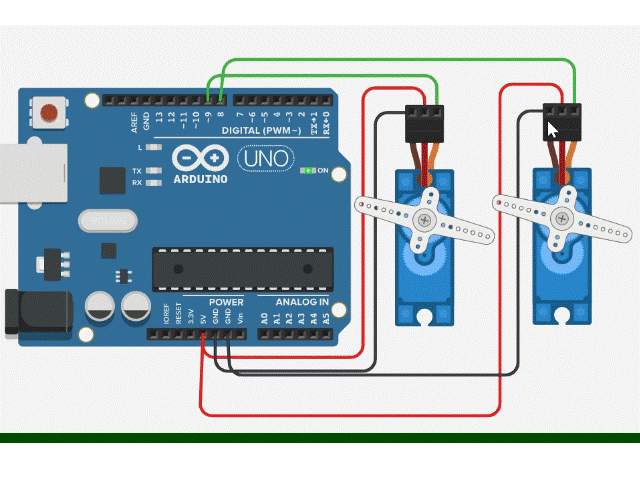 AREF
GND
13
12
~11
~10
~9
8
7
~6
~5
4
~3
2
TX→1
RX←0
DIGITAL (PWM~)
L
TX
RX
UNO
ARDUINO
ON
POWER
ANALOG IN
IOREF
RESET
3.3V
5V
GND
GND
Vin
A0
A1
A2
A3
A4
A5